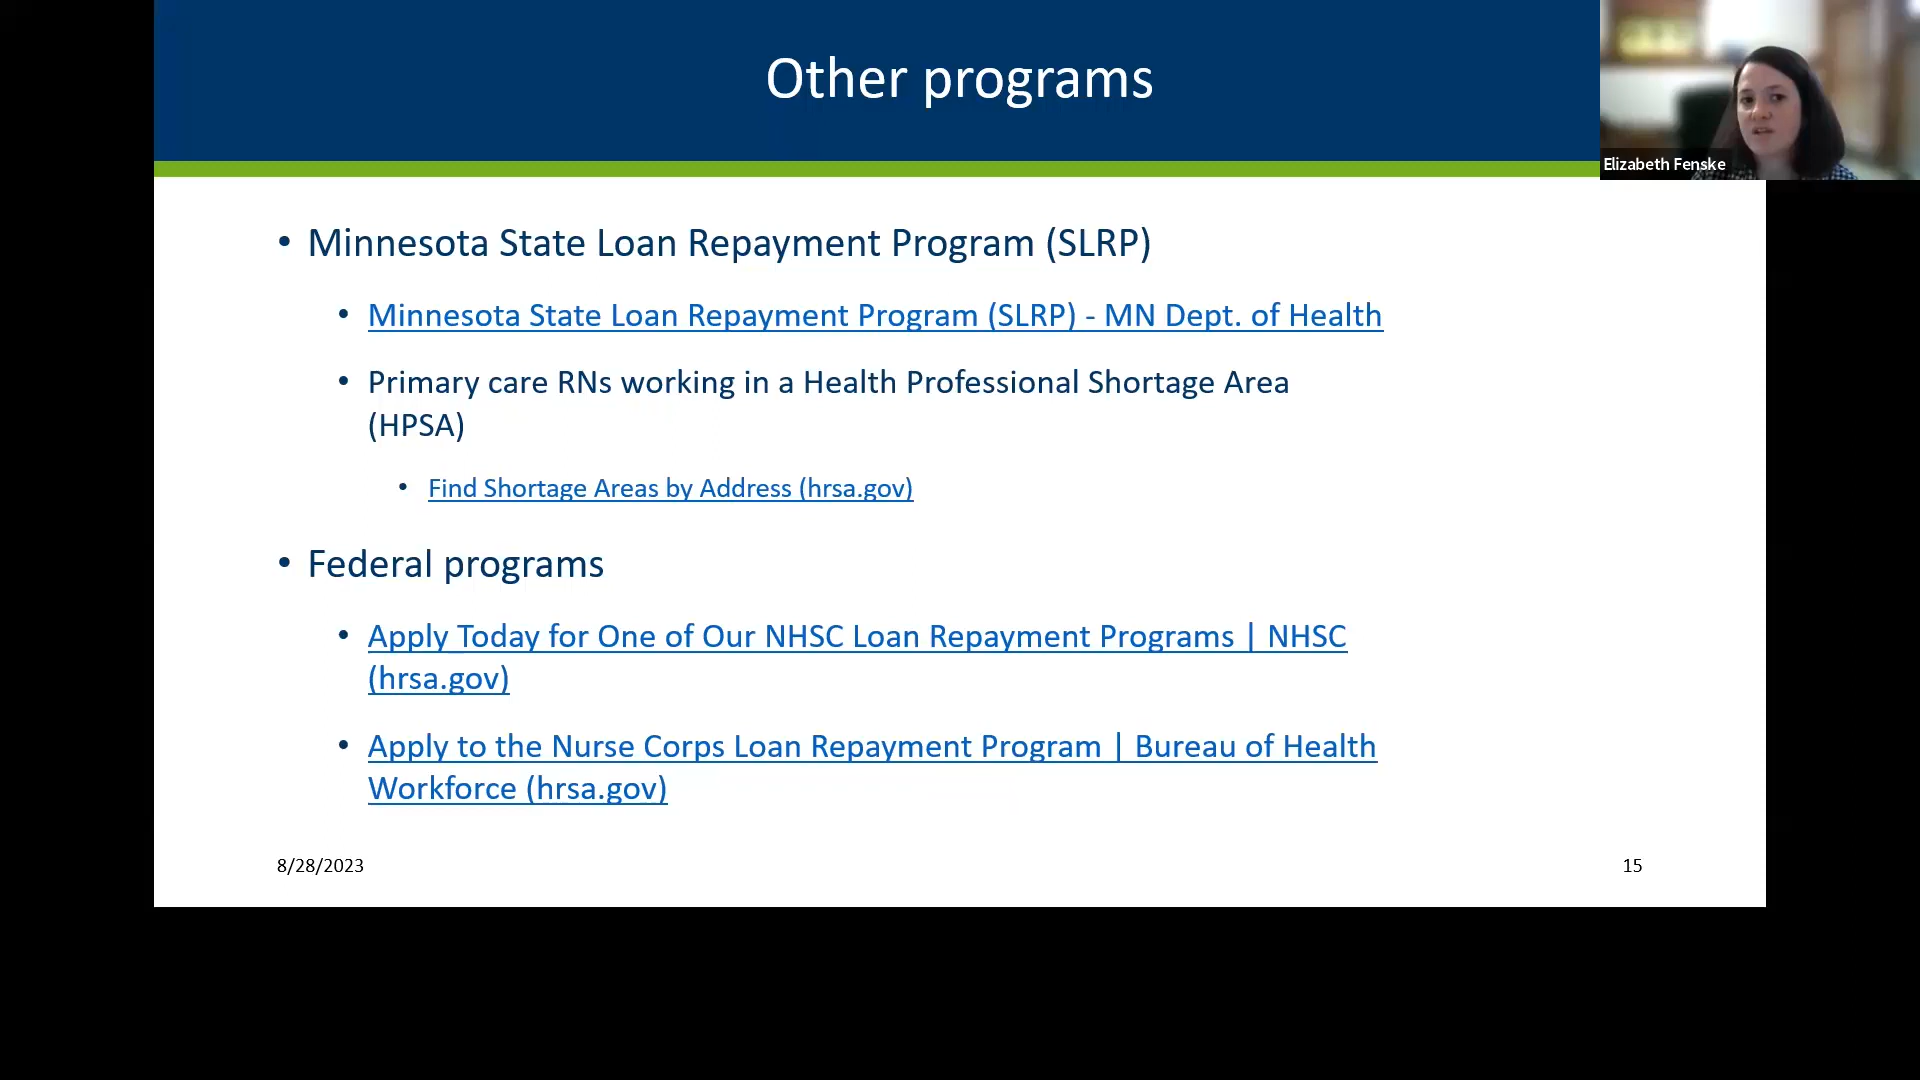 Other programs
Elizabeth Fenske
• Minnesota State Loan Repayment Program (SLRP)
• Minnesota State Loan Repayment Program (SLRP) - MN Dept. of Health
• Primary care RNs working in a Health Professional Shortage Area
(HPSA)
• Find Shortage Areas by Address (hrsa.gov)
• Federal programs
• Apply Today for One of Our NHSC Loan Repayment Programs | NHSC
(hrsa.gov)
• Apply to the Nurse Corps Loan Repayment Program | Bureau of Health
Workforce (hrsa.gov)
8/28/2023
15